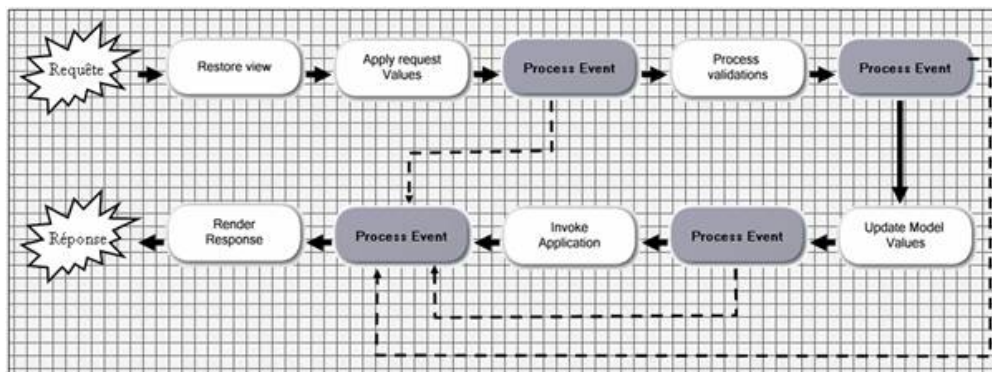 Requête
Restore view
Apply request
Values
Process Event
Process
validations
Process Event
Réponse
Render
Response
Process Event
Invoke
Application
Process Event
Update Model
Values